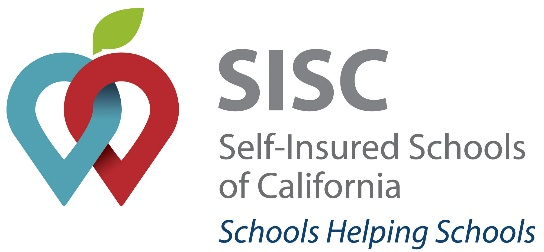 SISC
Self-Insured Schools
of California
Schools Helping Schools